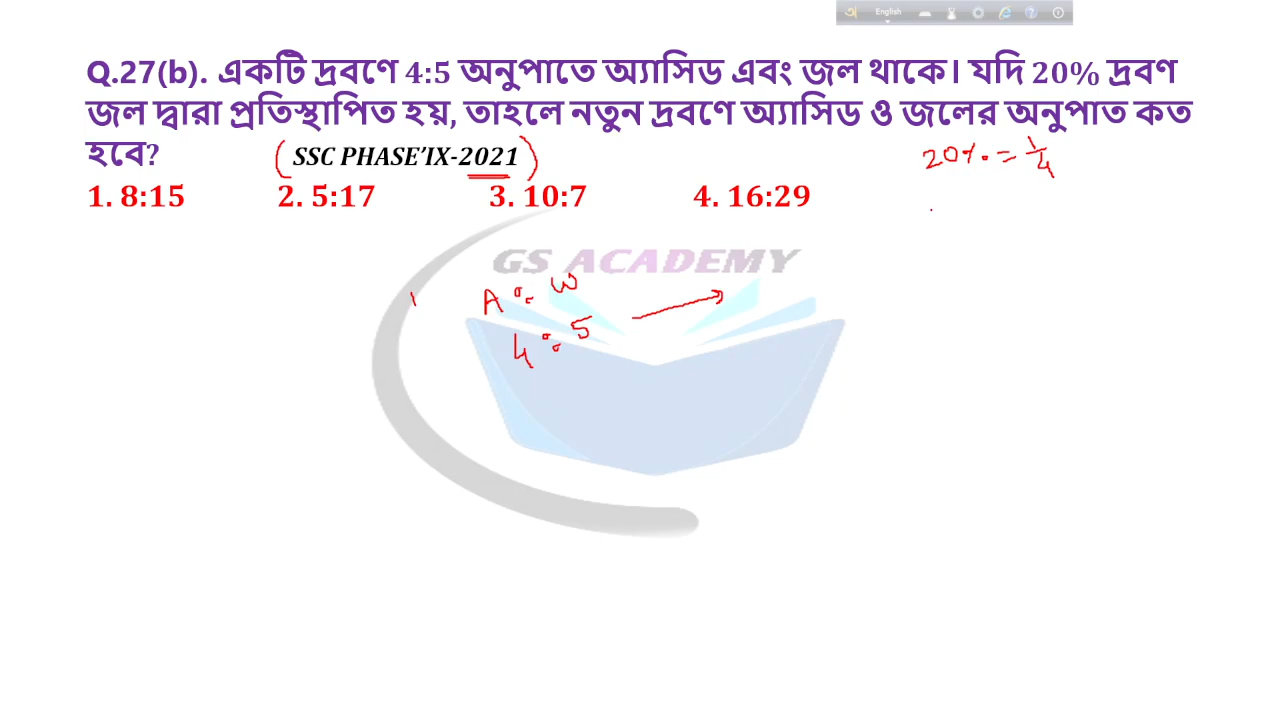 English
Q.27(b). একটি দ্রবণে 4:5 অনুপাতে অ্যাসিড এবং জল থাকে। যদি 20% দ্রবণ
জল দ্বারা প্রতিস্থাপিত হয়, তাহলে নতুন দ্রবণে অ্যাসিড ও জলের অনুপাত কত
হবে? (SSC PHASE’IX-2021)
20% = 1/4
1. 8:15 2. 5:17 3. 10:7 4. 16:29
GS ACADEMY
A : W
4 : 5